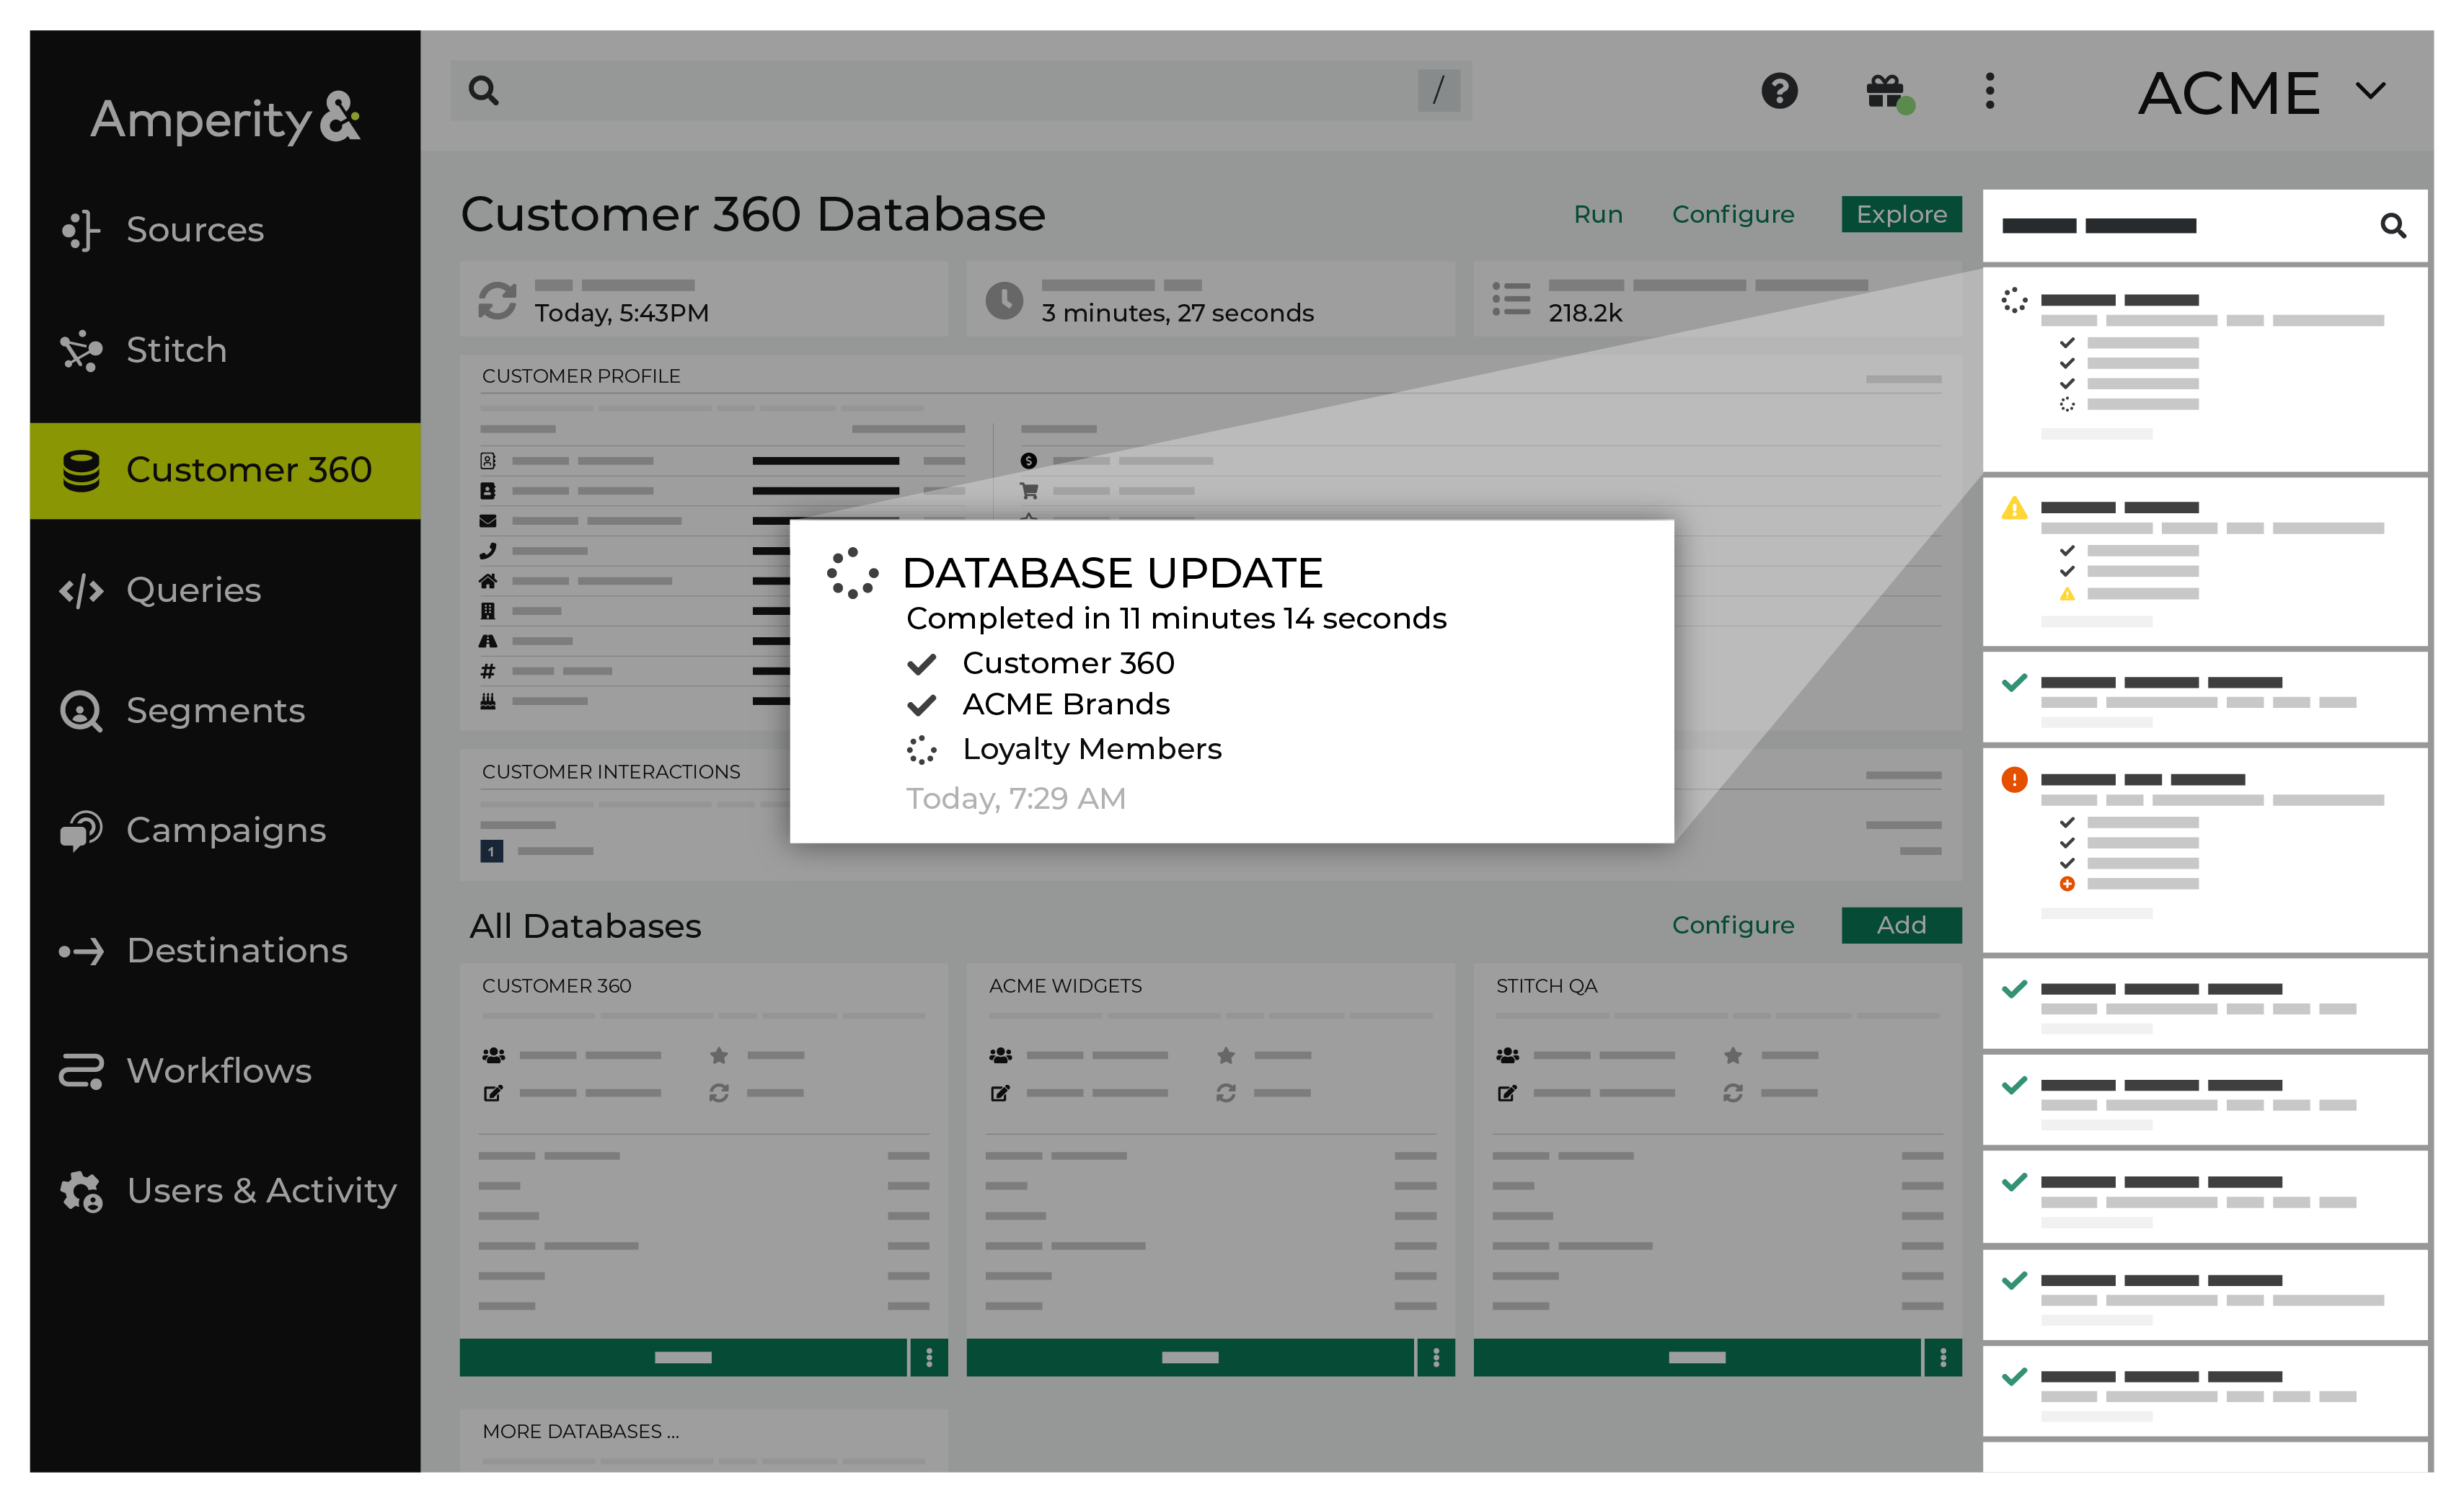 Amperity&
Sources
Stitch
Customer 360
Queries
Segments
Campaigns
Destinations
Workflows
Users & Activity
/
?
ACME
Customer 360 Database
Run
Configure
Explore
Today, 5:43PM
3 minutes, 27 seconds
218.2k
CUSTOMER PROFILE
DATABASE UPDATE
Completed in 11 minutes 14 seconds
Customer 360
ACME Brands
Loyalty Members
Today, 7:29 AM
CUSTOMER INTERACTIONS
1
All Databases
Configure
Add
CUSTOMER 360
ACME WIDGETS
STITCH QA
MORE DATABASES ...